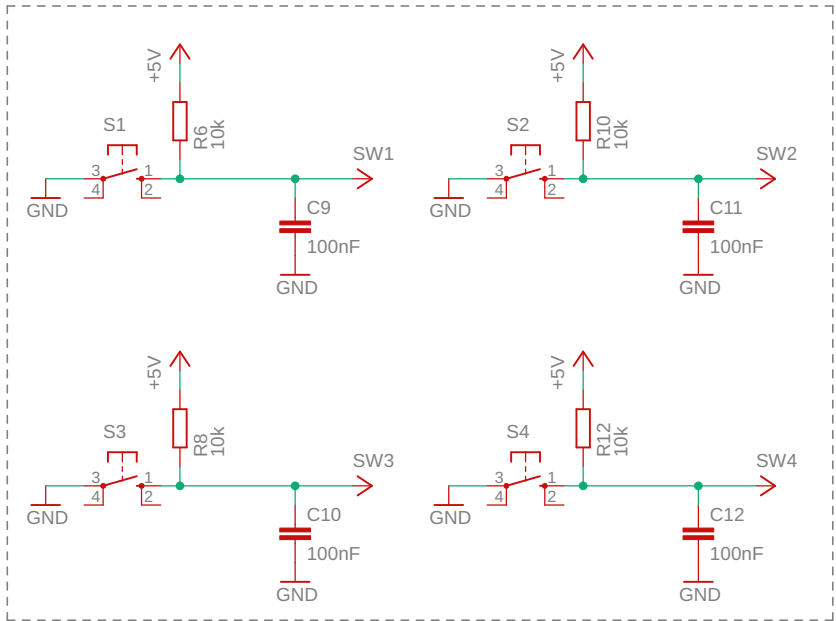 +5V
S1
R6
10k
3
1
4
2
SW1
GND
C9
100nF
GND
+5V
S2
R10
10k
3
1
4
2
SW2
GND
C11
100nF
GND
+5V
S3
R8
10k
3
1
4
2
SW3
GND
C10
100nF
GND
+5V
S4
R12
10k
3
1
4
2
SW4
GND
C12
100nF
GND